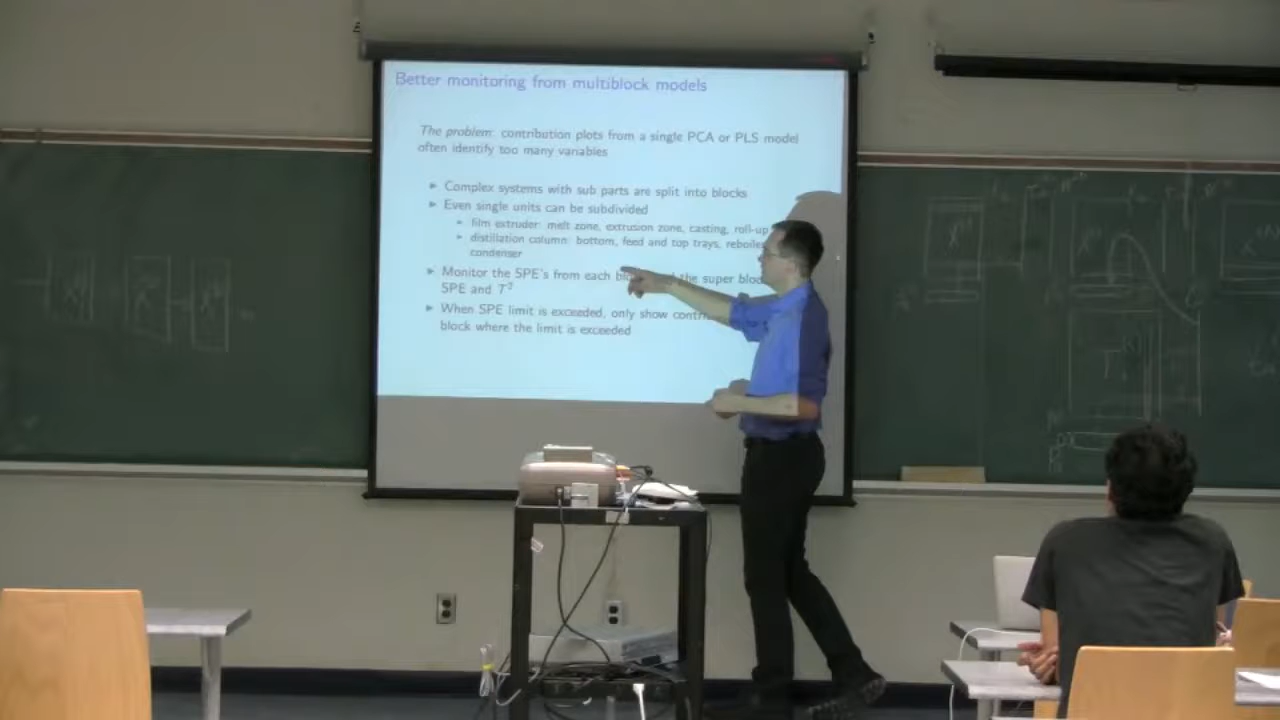 Better monitoring from multiblock models
The problem: contribution plots from a single PCA or PLS model
often identify too many variables
Complex systems with sub parts are split into blocks
Even single units can be subdivided
film extruder: melt zone, extrusion zone, casting, roll-up
distillation column: bottom, feed and top trays,
condenser
Monitor the SPE's from each the super
SPE and T²
When SPE limit is exceeded, only show
block where the limit is exceeded